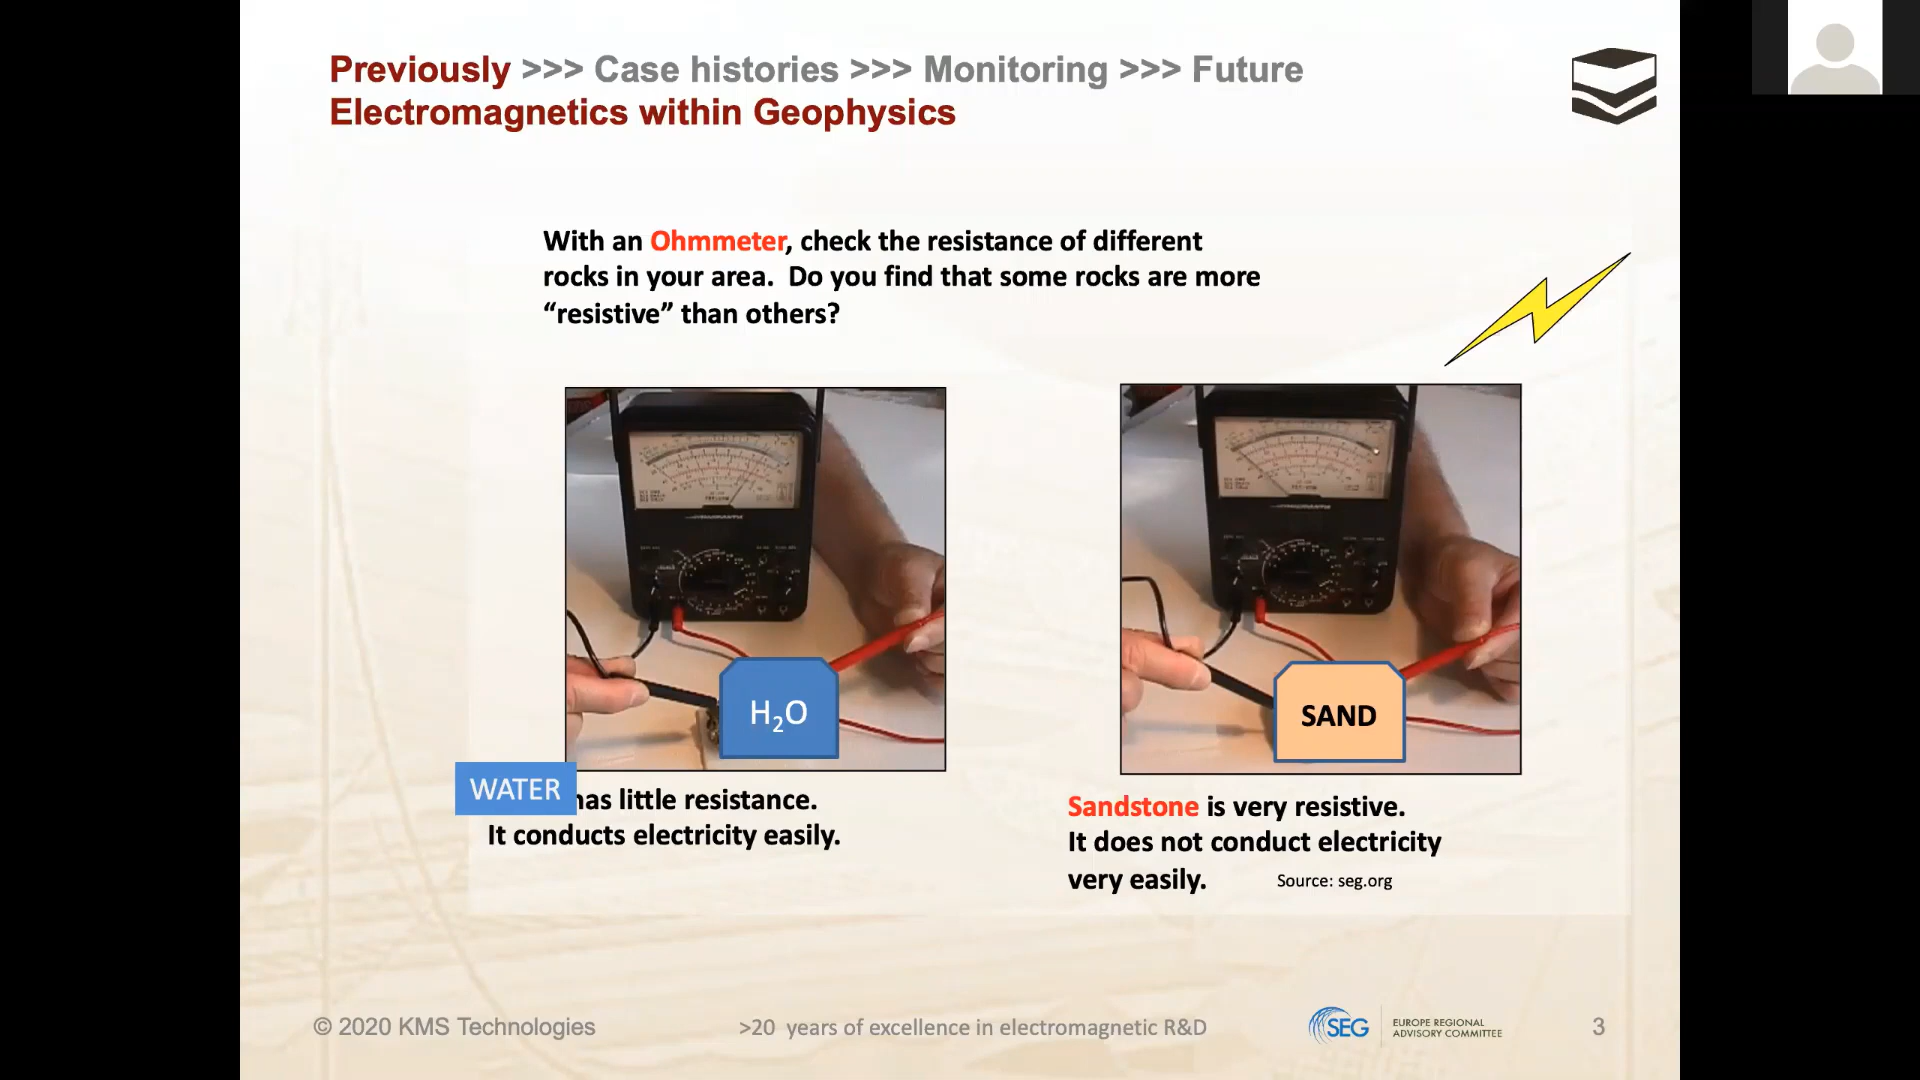 Previously >>> Case histories >>> Monitoring >>> Future
Electromagnetics within Geophysics
With an Ohmmeter, check the resistance of different
rocks in your area.  Do you find that some rocks are more
“resistive” than others?
H₂O
SAND
WATER
has little resistance.
It conducts electricity easily.
Sandstone is very resistive.
It does not conduct electricity
very easily.
Source: seg.org
© 2020 KMS Technologies
>20  years of excellence in electromagnetic R&D
SEG
EUROPE REGIONAL
ADVISORY COMMITTEE
3